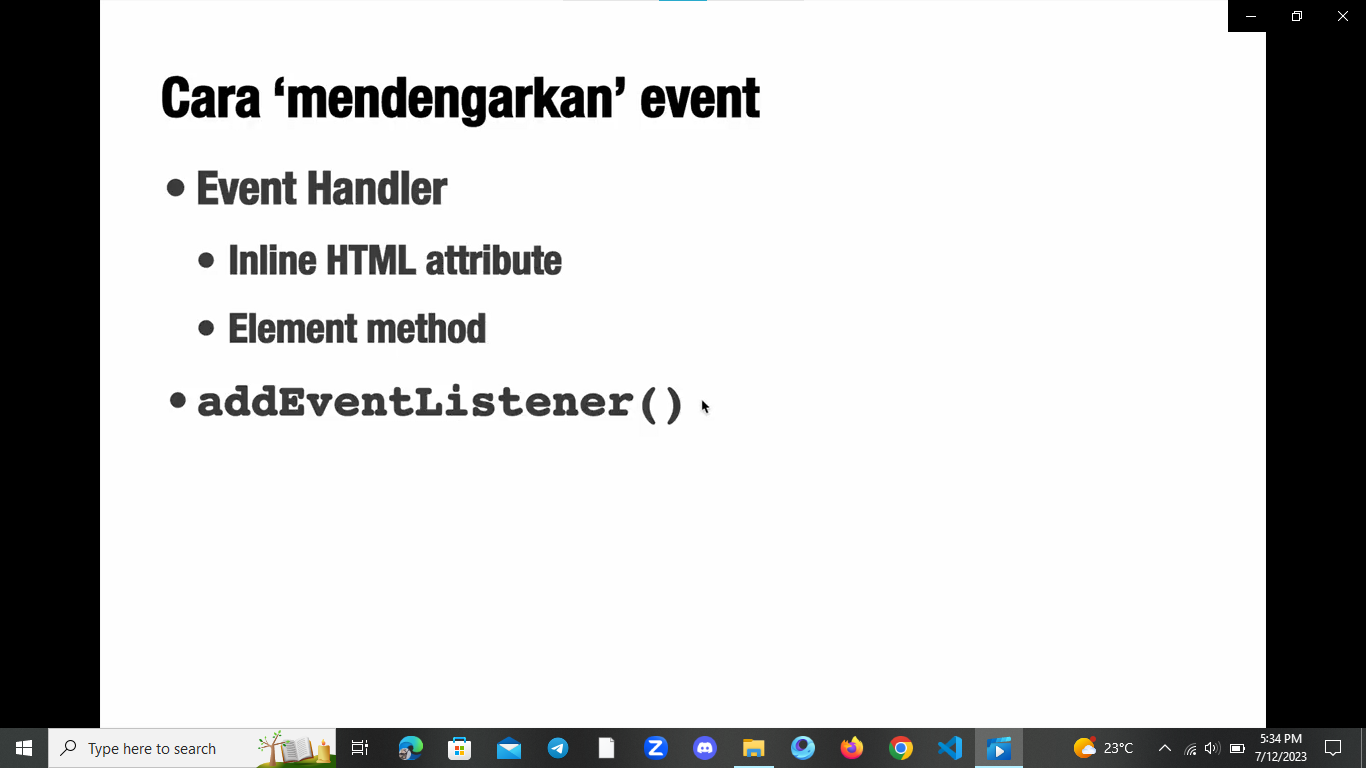 Cara ‘mendengarkan’ event
• Event Handler
• Inline HTML attribute
• Element method
• addEventListener()
Type here to search
23°C
5:34 PM
7/12/2023